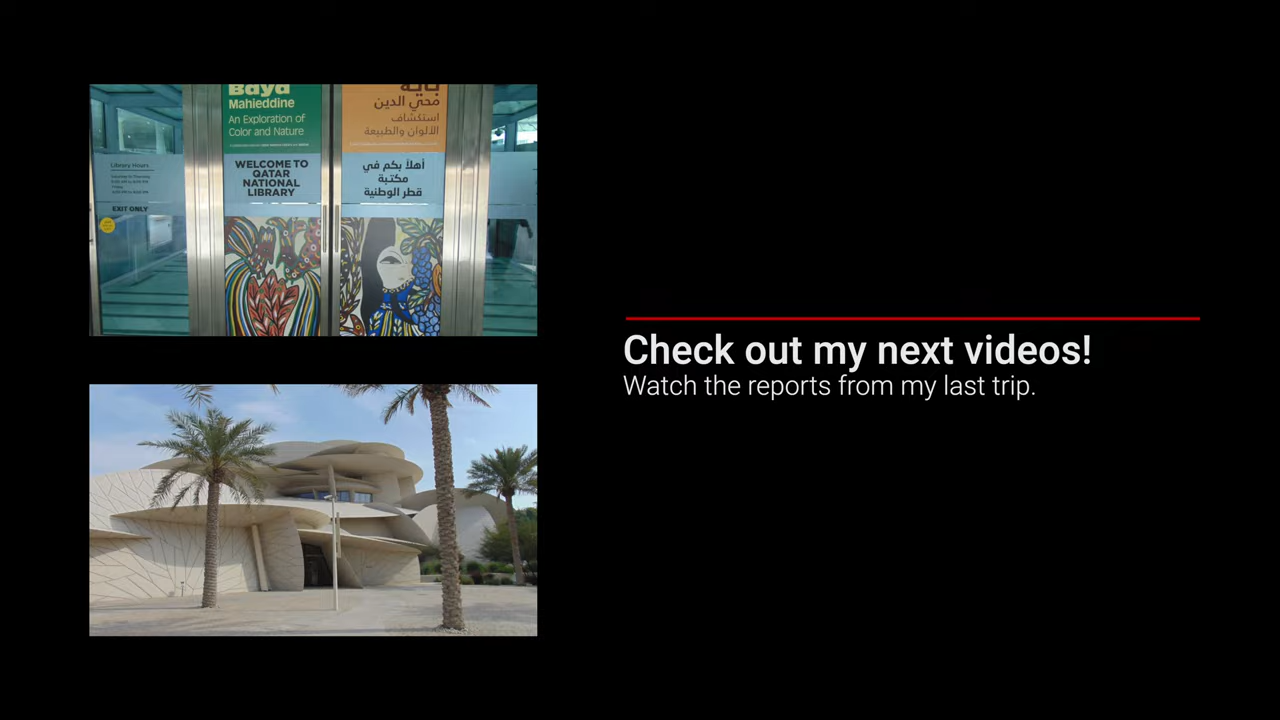 Baya
Mahieddine
An Exploration of
Color and Nature
WELCOME TO
QATAR
NATIONAL
LIBRARY
باية
محي الدين
استكشاف
الألوان والطبيعة
أهلاً بكم في
مكتبة
قطر الوطنية
Library Hours
EXIT ONLY
Check out my next videos!
Watch the reports from my last trip.